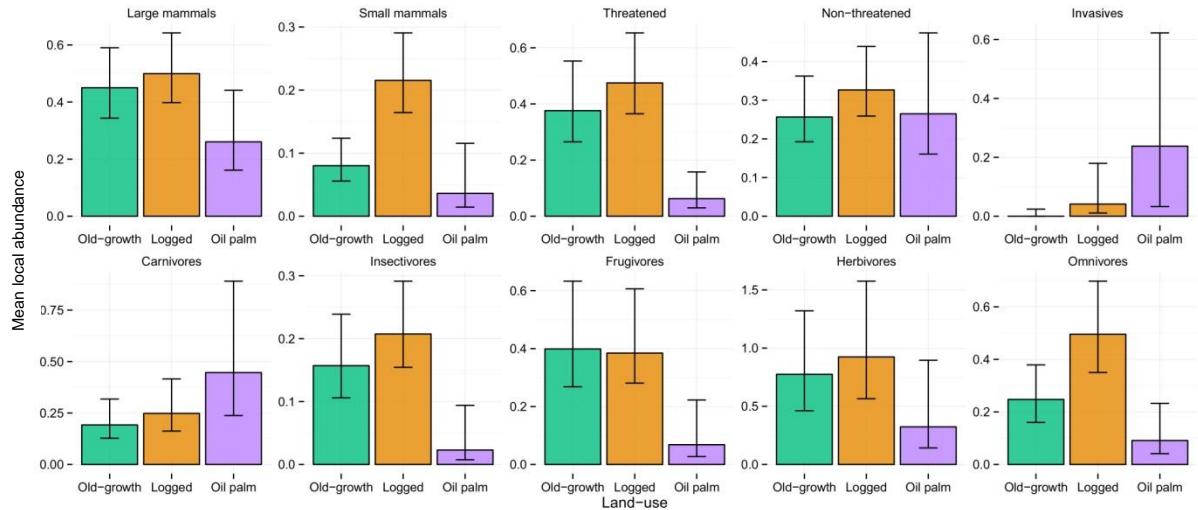 Large mammals
Small mammals
Threatened
Non−threatened
Invasives
0.6
0.4
0.2
0.0
0.3
0.2
0.1
0.0
0.6
0.4
0.2
0.0
0.4
0.3
0.2
0.1
0.0
0.6
0.4
0.2
0.0
Old−growth Logged Oil palm
Old−growth Logged Oil palm
Old−growth Logged Oil palm
Old−growth Logged Oil palm
Old−growth Logged Oil palm
Mean local abundance
Carnivores
Insectivores
Frugivores
Herbivores
Omnivores
0.75
0.50
0.25
0.00
0.3
0.2
0.1
0.0
0.6
0.4
0.2
0.0
1.5
1.0
0.5
0.0
0.6
0.4
0.2
0.0
Old−growth Logged Oil palm
Old−growth Logged Oil palm
Old−growth Logged Oil palm
Old−growth Logged Oil palm
Old−growth Logged Oil palm
Land−use